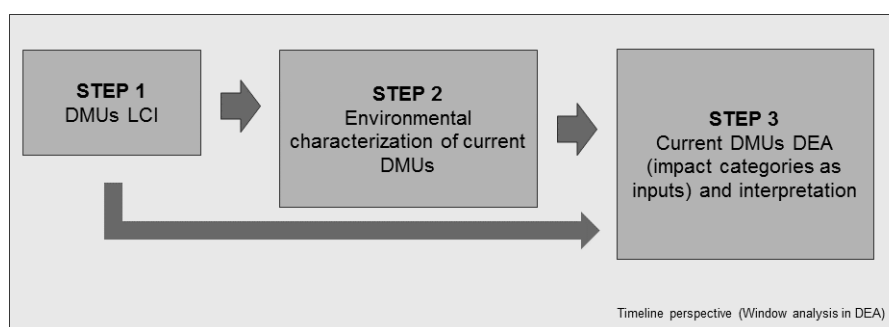 STEP 1
DMUs LCI
STEP 2
Environmental
characterization of current
DMUs
STEP 3
Current DMUs DEA
(impact categories as
inputs) and interpretation
Timeline perspective (Window analysis in DEA)